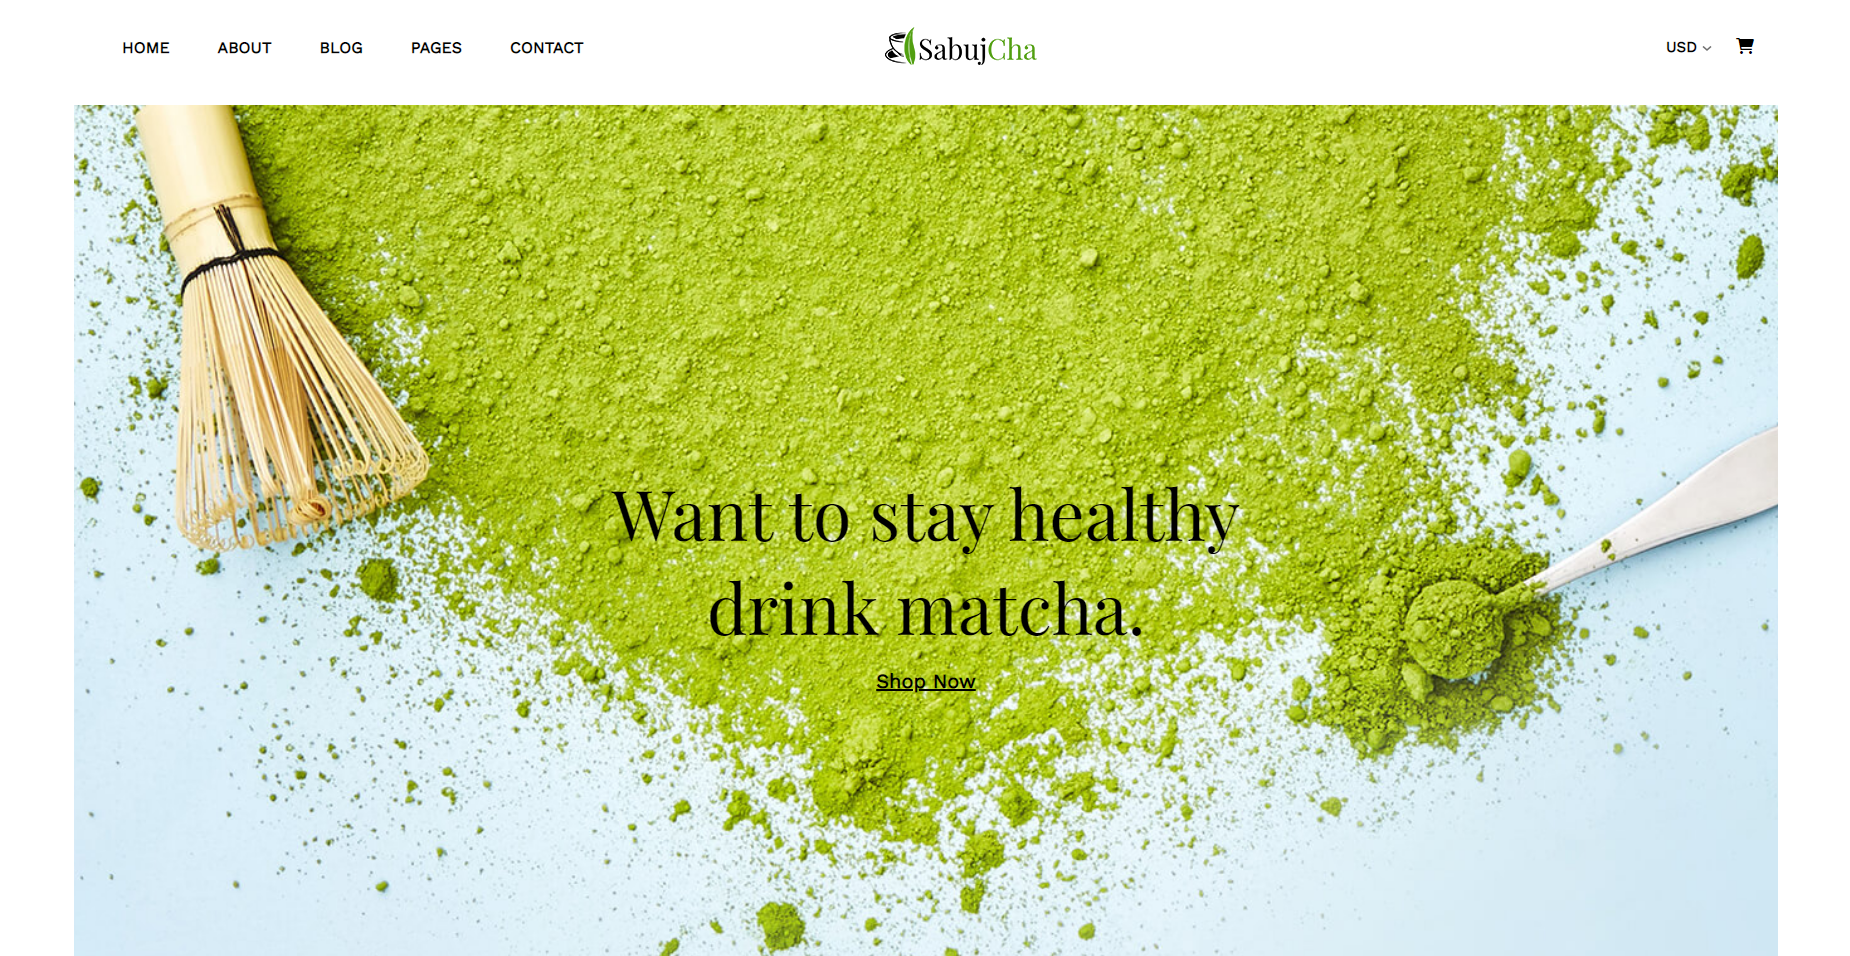 HOME ABOUT BLOG PAGES CONTACT SabujCha USD
Want to stay healthy
drink matcha.
Shop Now